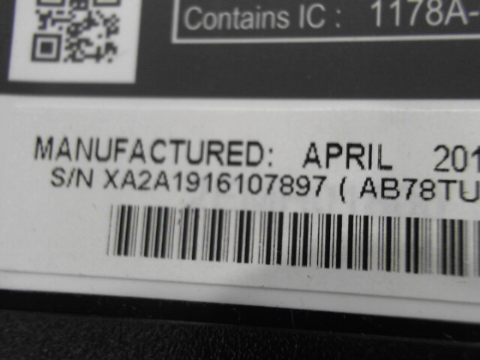 Contains IC : 1178A-
MANUFACTURED: APRIL 201
S/N XA2A1916107897 ( AB78TU